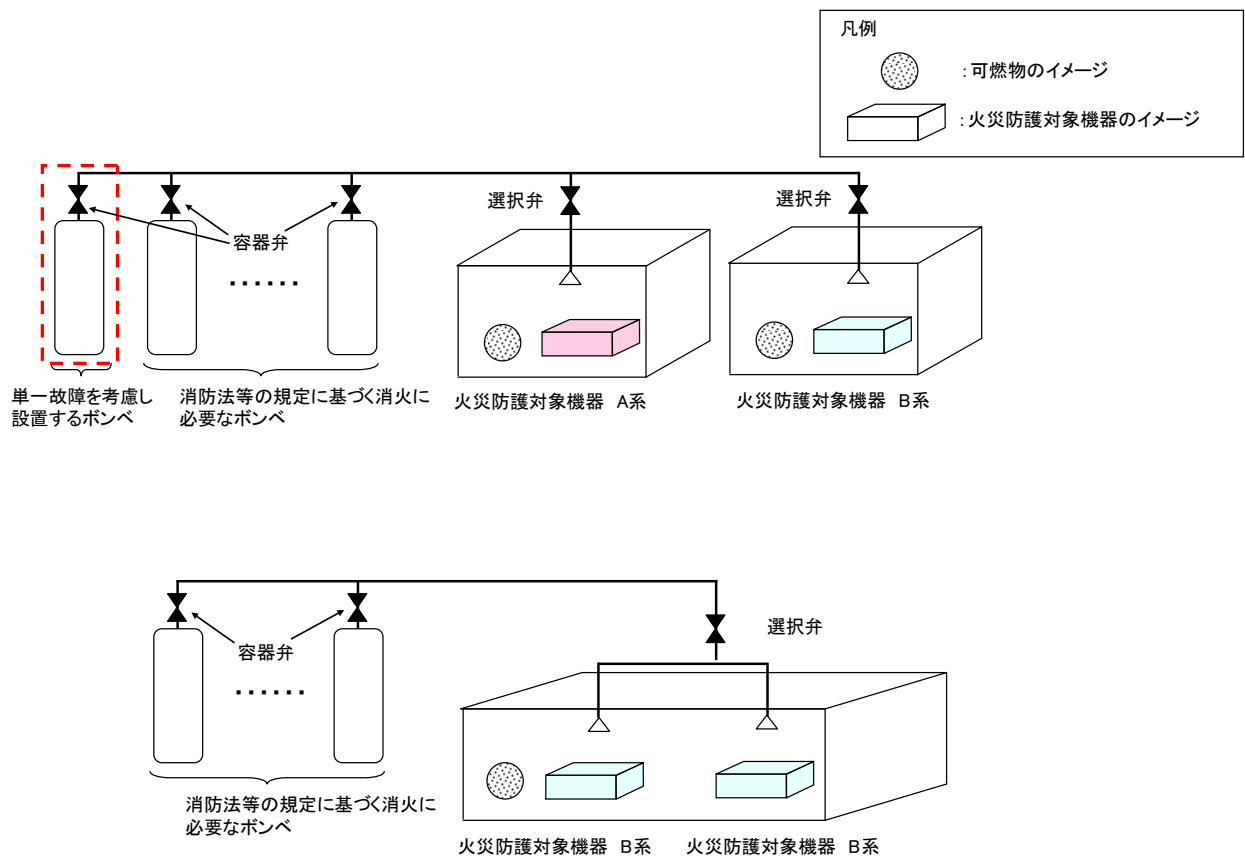 凡例
:可燃物のイメージ
:火災防護対象機器のイメージ
選択弁
選択弁
容器弁
・・・・・・
単一故障を考慮し
設置するボンベ
消防法等の規定に基づく消火に
必要なボンベ
火災防護対象機器 A系
火災防護対象機器 B系
選択弁
容器弁
・・・・・・
消防法等の規定に基づく消火に
必要なボンベ
火災防護対象機器 B系
火災防護対象機器 B系